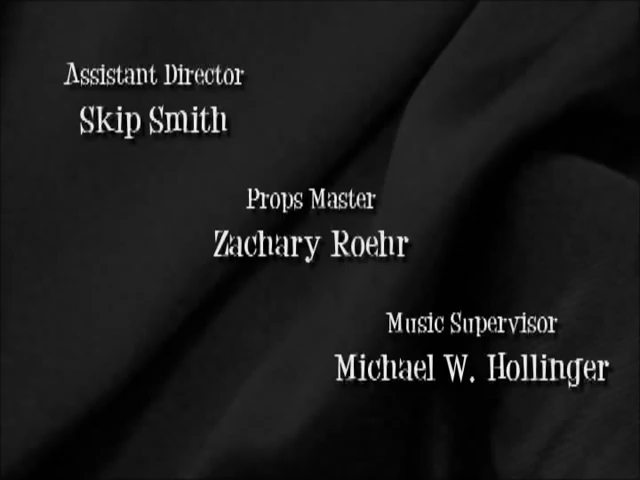 Assistant Director
Skip Smith
Props Master
Zachary Roehr
Music Supervisor
Michael W. Hollinger